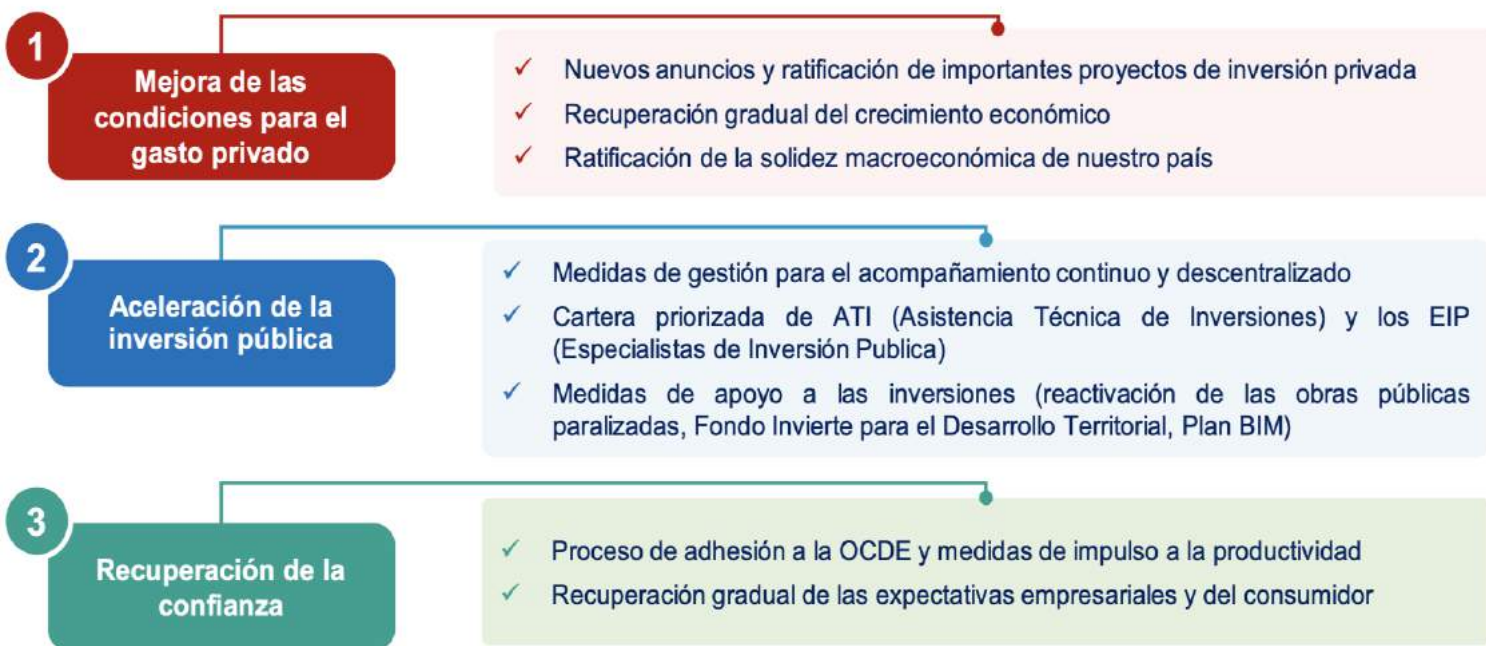 1
Mejora de las
condiciones para el
gasto privado
✓ Nuevos anuncios y ratificación de importantes proyectos de inversión privada
✓ Recuperación gradual del crecimiento económico
✓ Ratificación de la solidez macroeconómica de nuestro país
2
Aceleración de la
inversión pública
✓ Medidas de gestión para el acompañamiento continuo y descentralizado
✓ Cartera priorizada de ATI (Asistencia Técnica de Inversiones) y los EIP
(Especialistas de Inversión Publica)
✓ Medidas de apoyo a las inversiones (reactivación de las obras públicas
paralizadas, Fondo Invierte para el Desarrollo Territorial, Plan BIM)
3
Recuperación de la
confianza
✓ Proceso de adhesión a la OCDE y medidas de impulso a la productividad
✓ Recuperación gradual de las expectativas empresariales y del consumidor